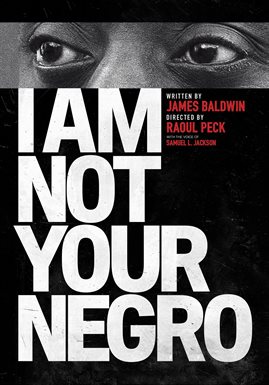 WRITTEN BY
JAMES BALDWIN
DIRECTED BY
RAOUL PECK
WITH THE VOICE OF
SAMUEL L. JACKSON
I AM
NOT
YOUR
NEGRO